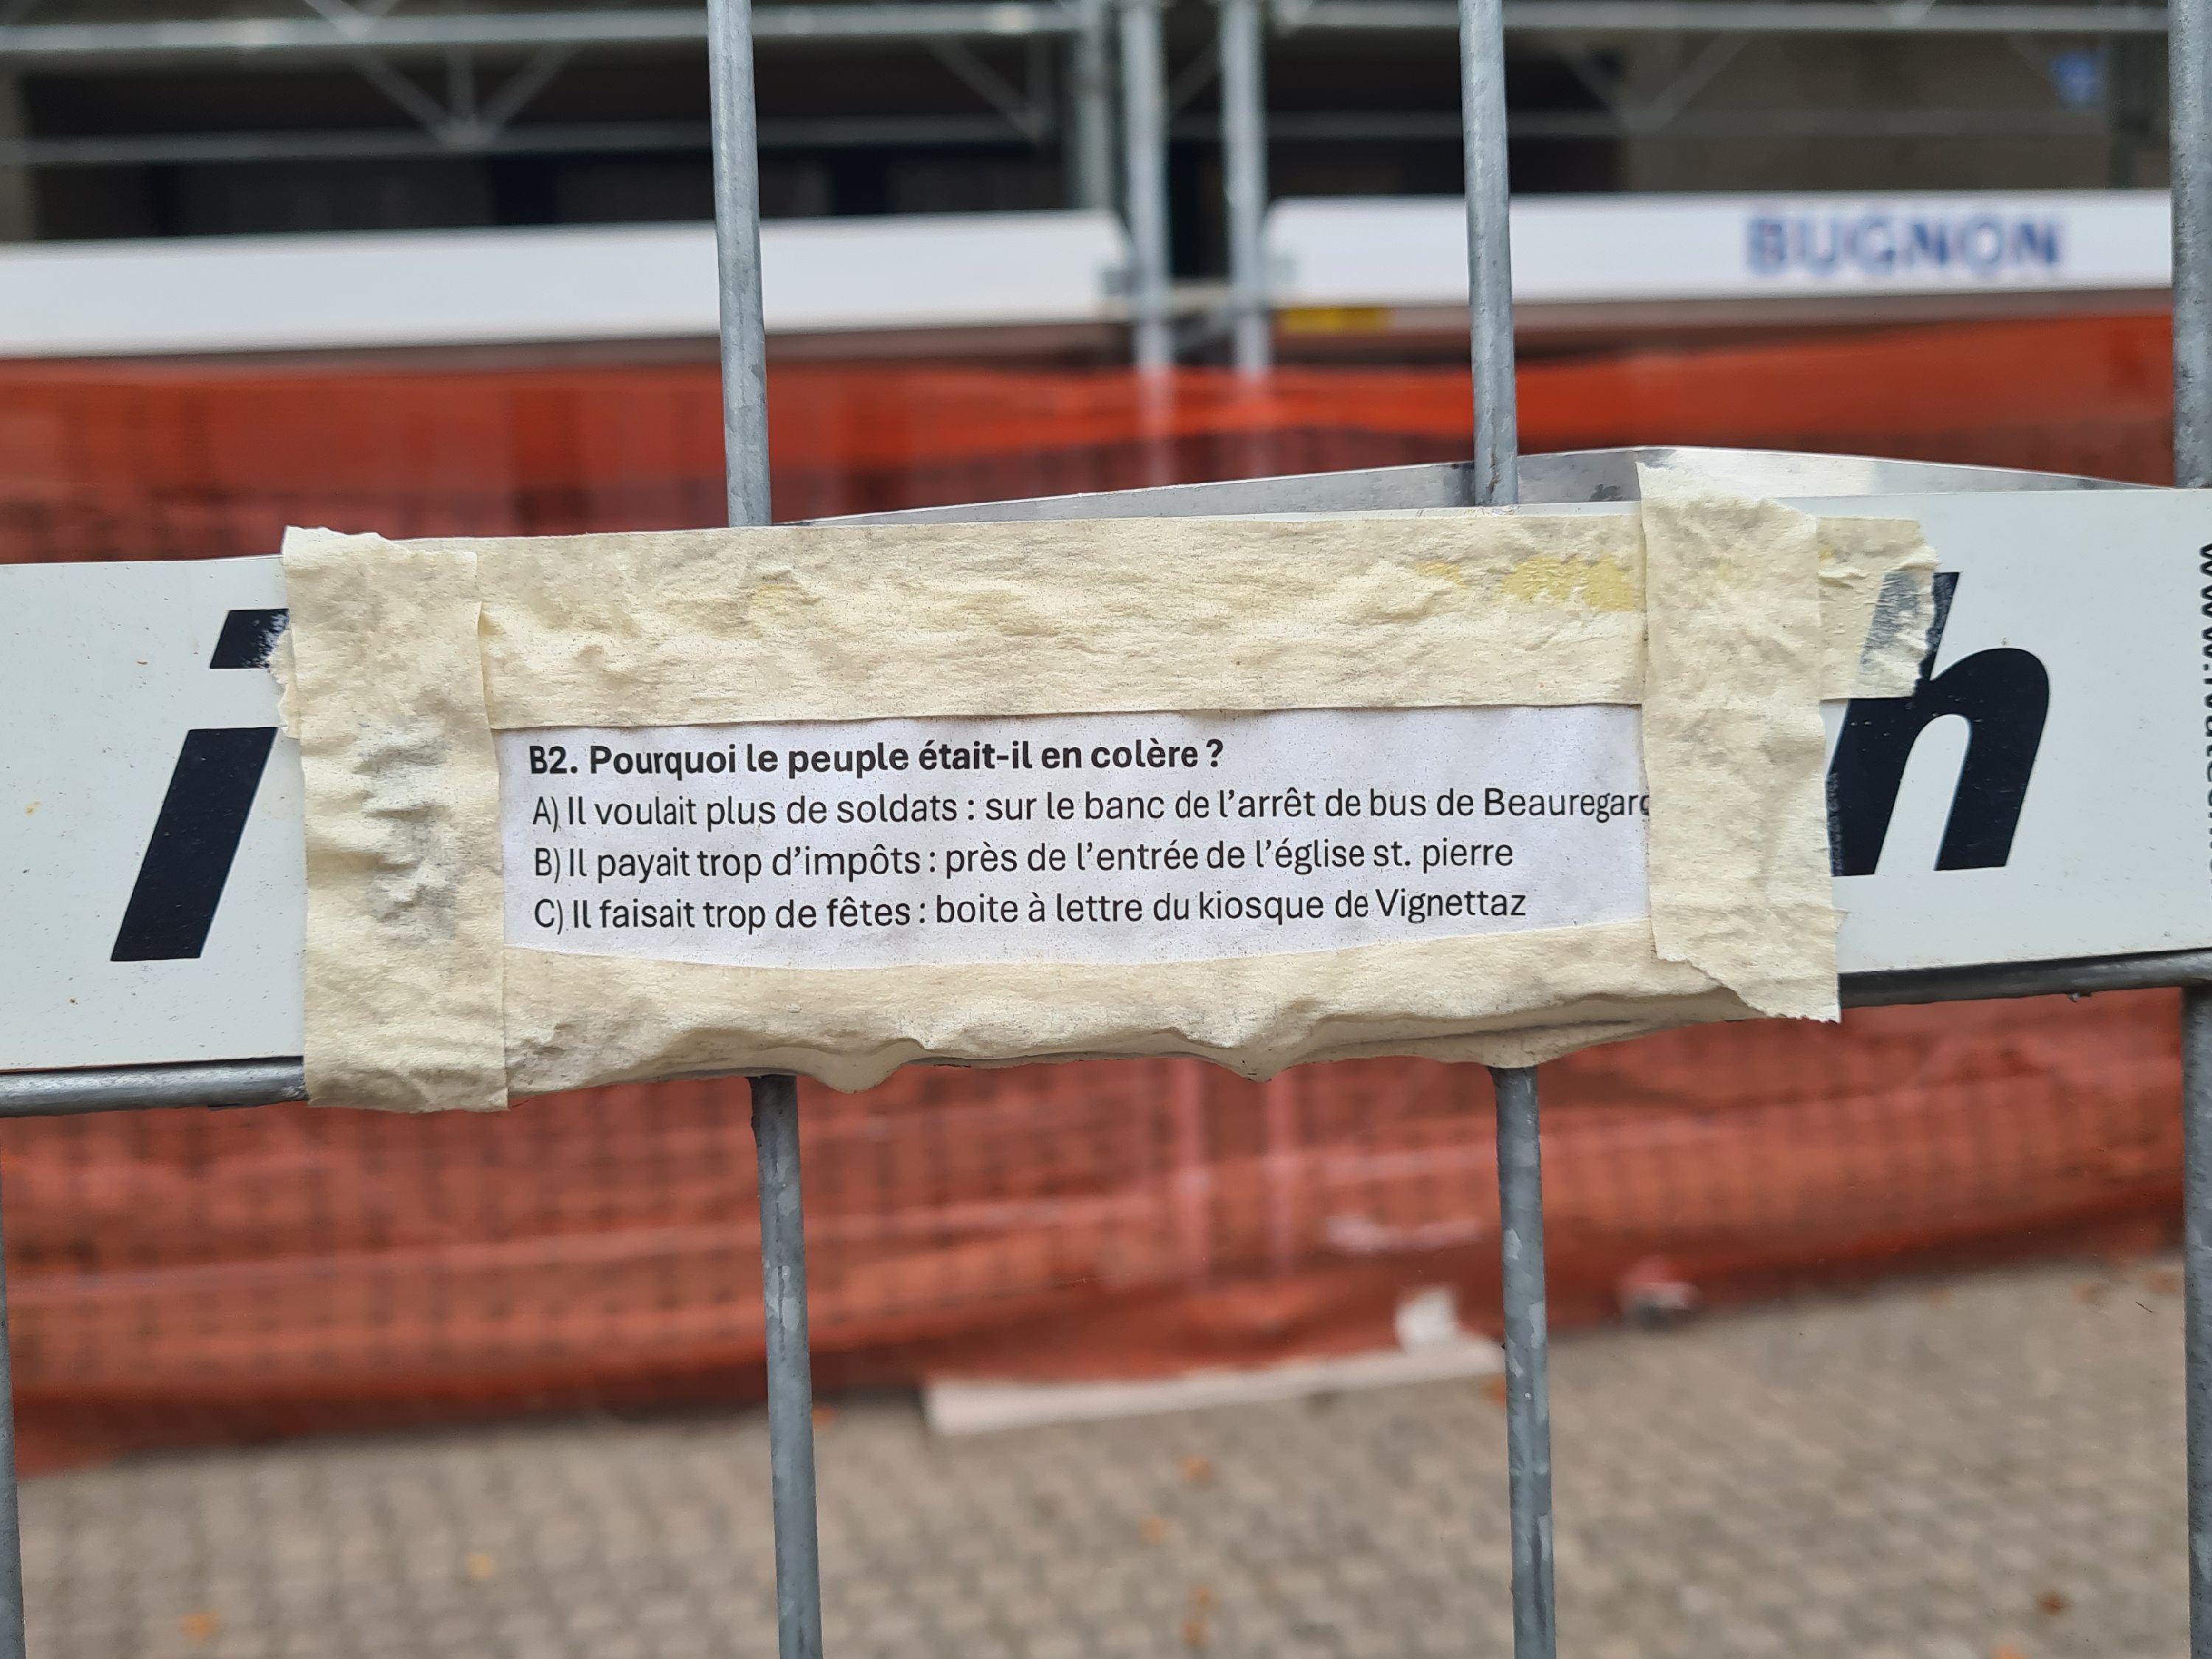 BUGNON
i
h
B2. Pourquoi le peuple était-il en colère ?
A) Il voulait plus de soldats : sur le banc de l'arrêt de bus de Beauregard
B) Il payait trop d'impôts : près de l'entrée de l'église st. pierre
C) Il faisait trop de fêtes : boite à lettre du kiosque de Vignettaz